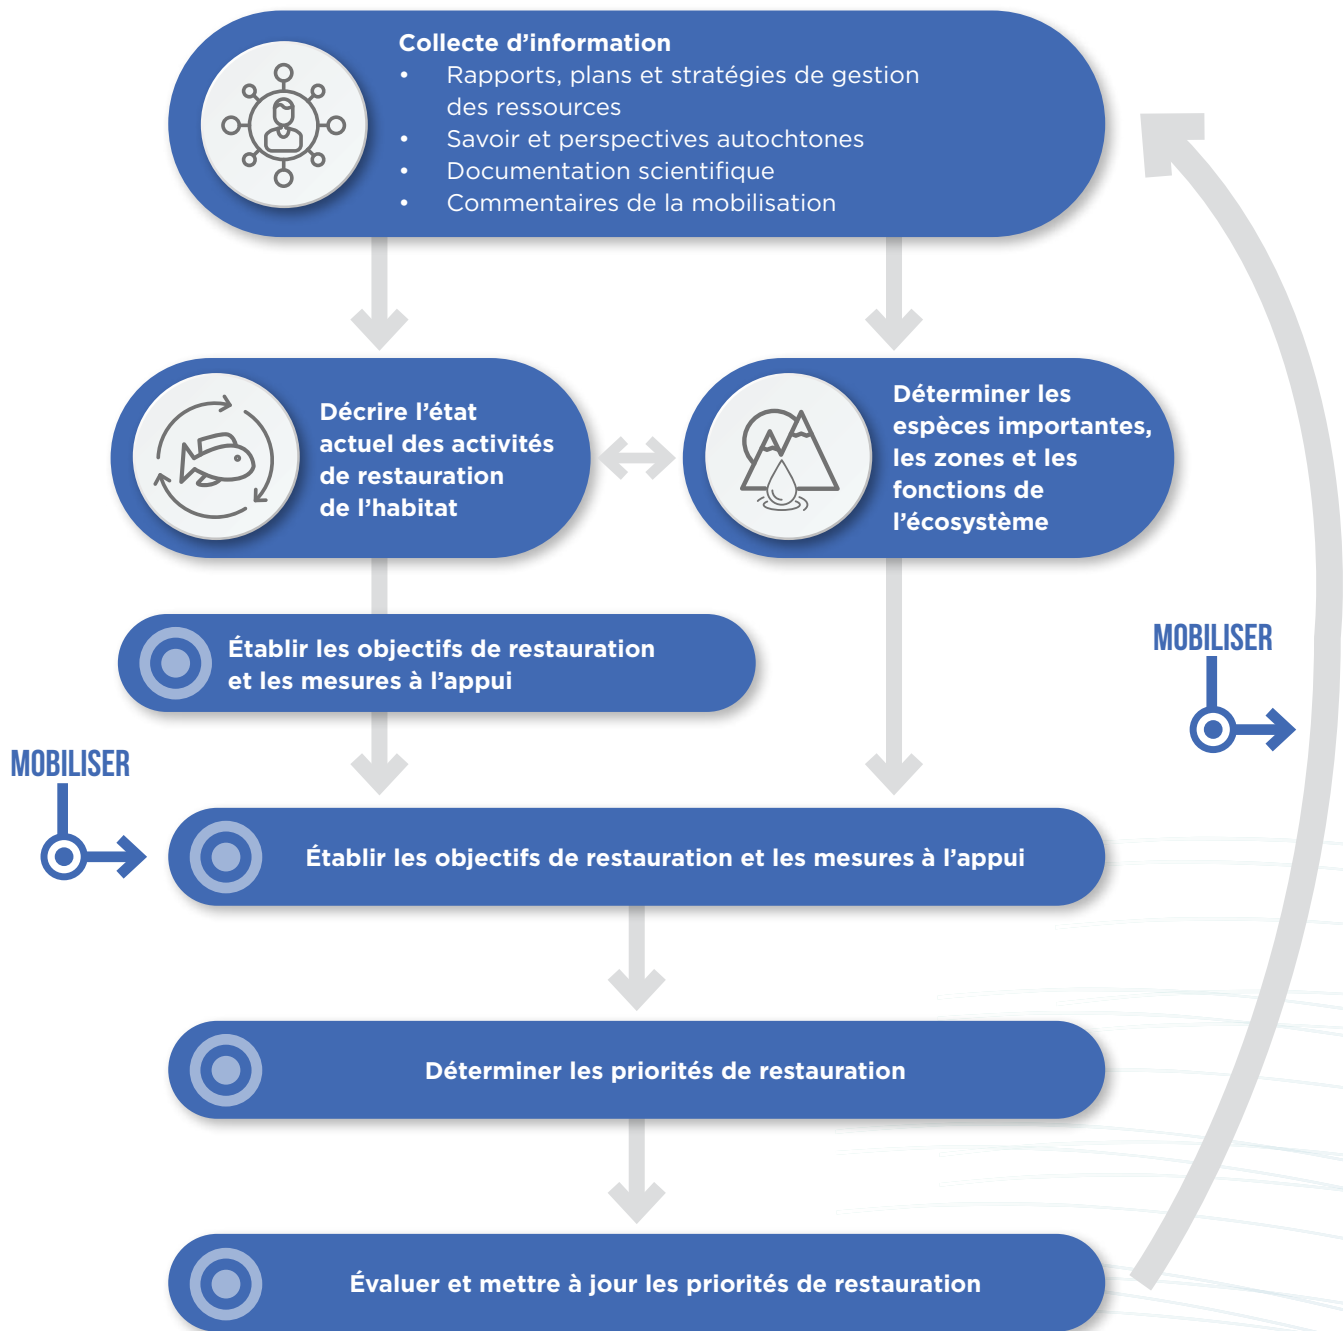 Collecte d’information
• Rapports, plans et stratégies de gestion
des ressources
• Savoir et perspectives autochtones
• Documentation scientifique
• Commentaires de la mobilisation
Décrire l’état
actuel des activités
de restauration
de l’habitat
Déterminer les
espèces importantes,
les zones et les
fonctions de
l’écosystème
Établir les objectifs de restauration
et les mesures à l’appui
MOBILISER
MOBILISER
Établir les objectifs de restauration et les mesures à l’appui
Déterminer les priorités de restauration
Évaluer et mettre à jour les priorités de restauration